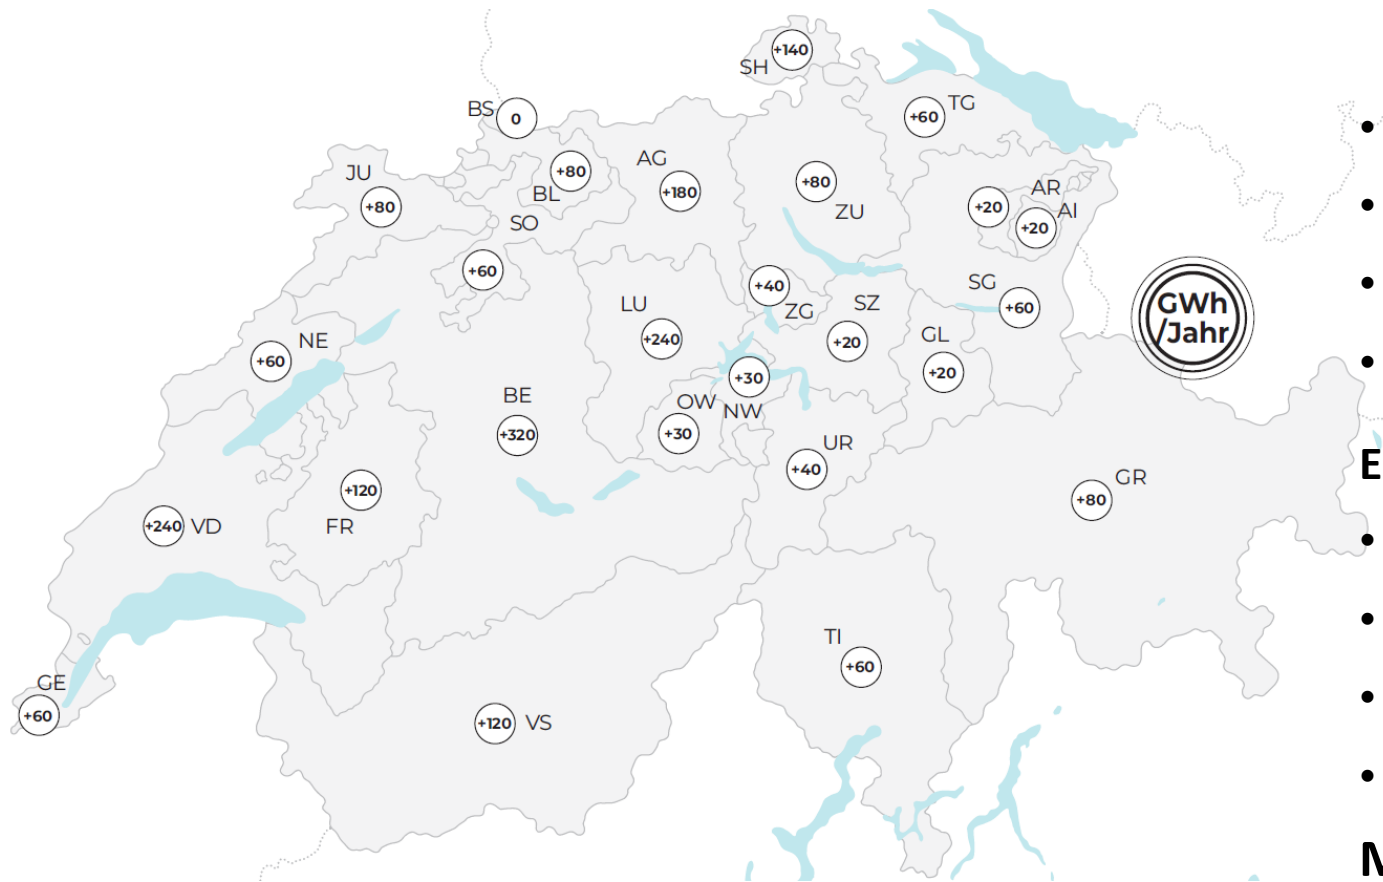 +140
SH
BS
0
TG
+60
JU
+80
+80
BL
AG
+180
+80
ZU
AR
+20
AI
+20
SO
+60
+40
ZG
SG
+60
GWh
/Jahr
LU
+240
SZ
+20
GL
+20
NE
+60
+30
OW
NW
+30
BE
+320
UR
+40
GR
+80
E
+120
FR
+240
VD
TI
+60
GE
+60
+120
VS